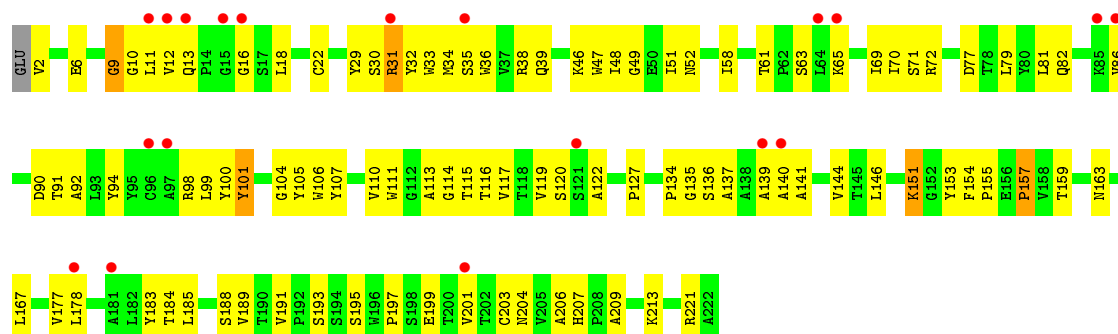 GLU V2 E6 G9 G10 L11 V12 Q13 P14 G15 G16 S17 L18 C22 Y29 S30 R31 Y32 W33 M34 S35 W36 V37 R38 Q39 K46 W47 I48 G49 E50 I51 N52 I58 T61 P62 S63 L64 K65 I69 I70 S71 R72 D77 T78 L79 Y80 L81 Q82 K85 V86
D90 T91 A92 L93 Y94 Y95 C96 A97 R98 L99 Y100 Y101 G104 Y105 W106 Y107 V110 W111 G112 A113 G114 T115 T116 V117 T118 V119 S120 S121 A122 P127 P134 G135 S136 A137 A138 A139 A140 A141 V144 T145 L146 K151 G152 Y153 F154 P155 E156 P157 V158 T159 N163
L167 V177 L178 A181 L182 Y183 T184 L185 S188 V189 T190 V191 P192 S193 S194 S195 W196 P197 S198 E199 T200 V201 T202 C203 N204 V205 A206 H207 P208 A209 K213 R221 A222